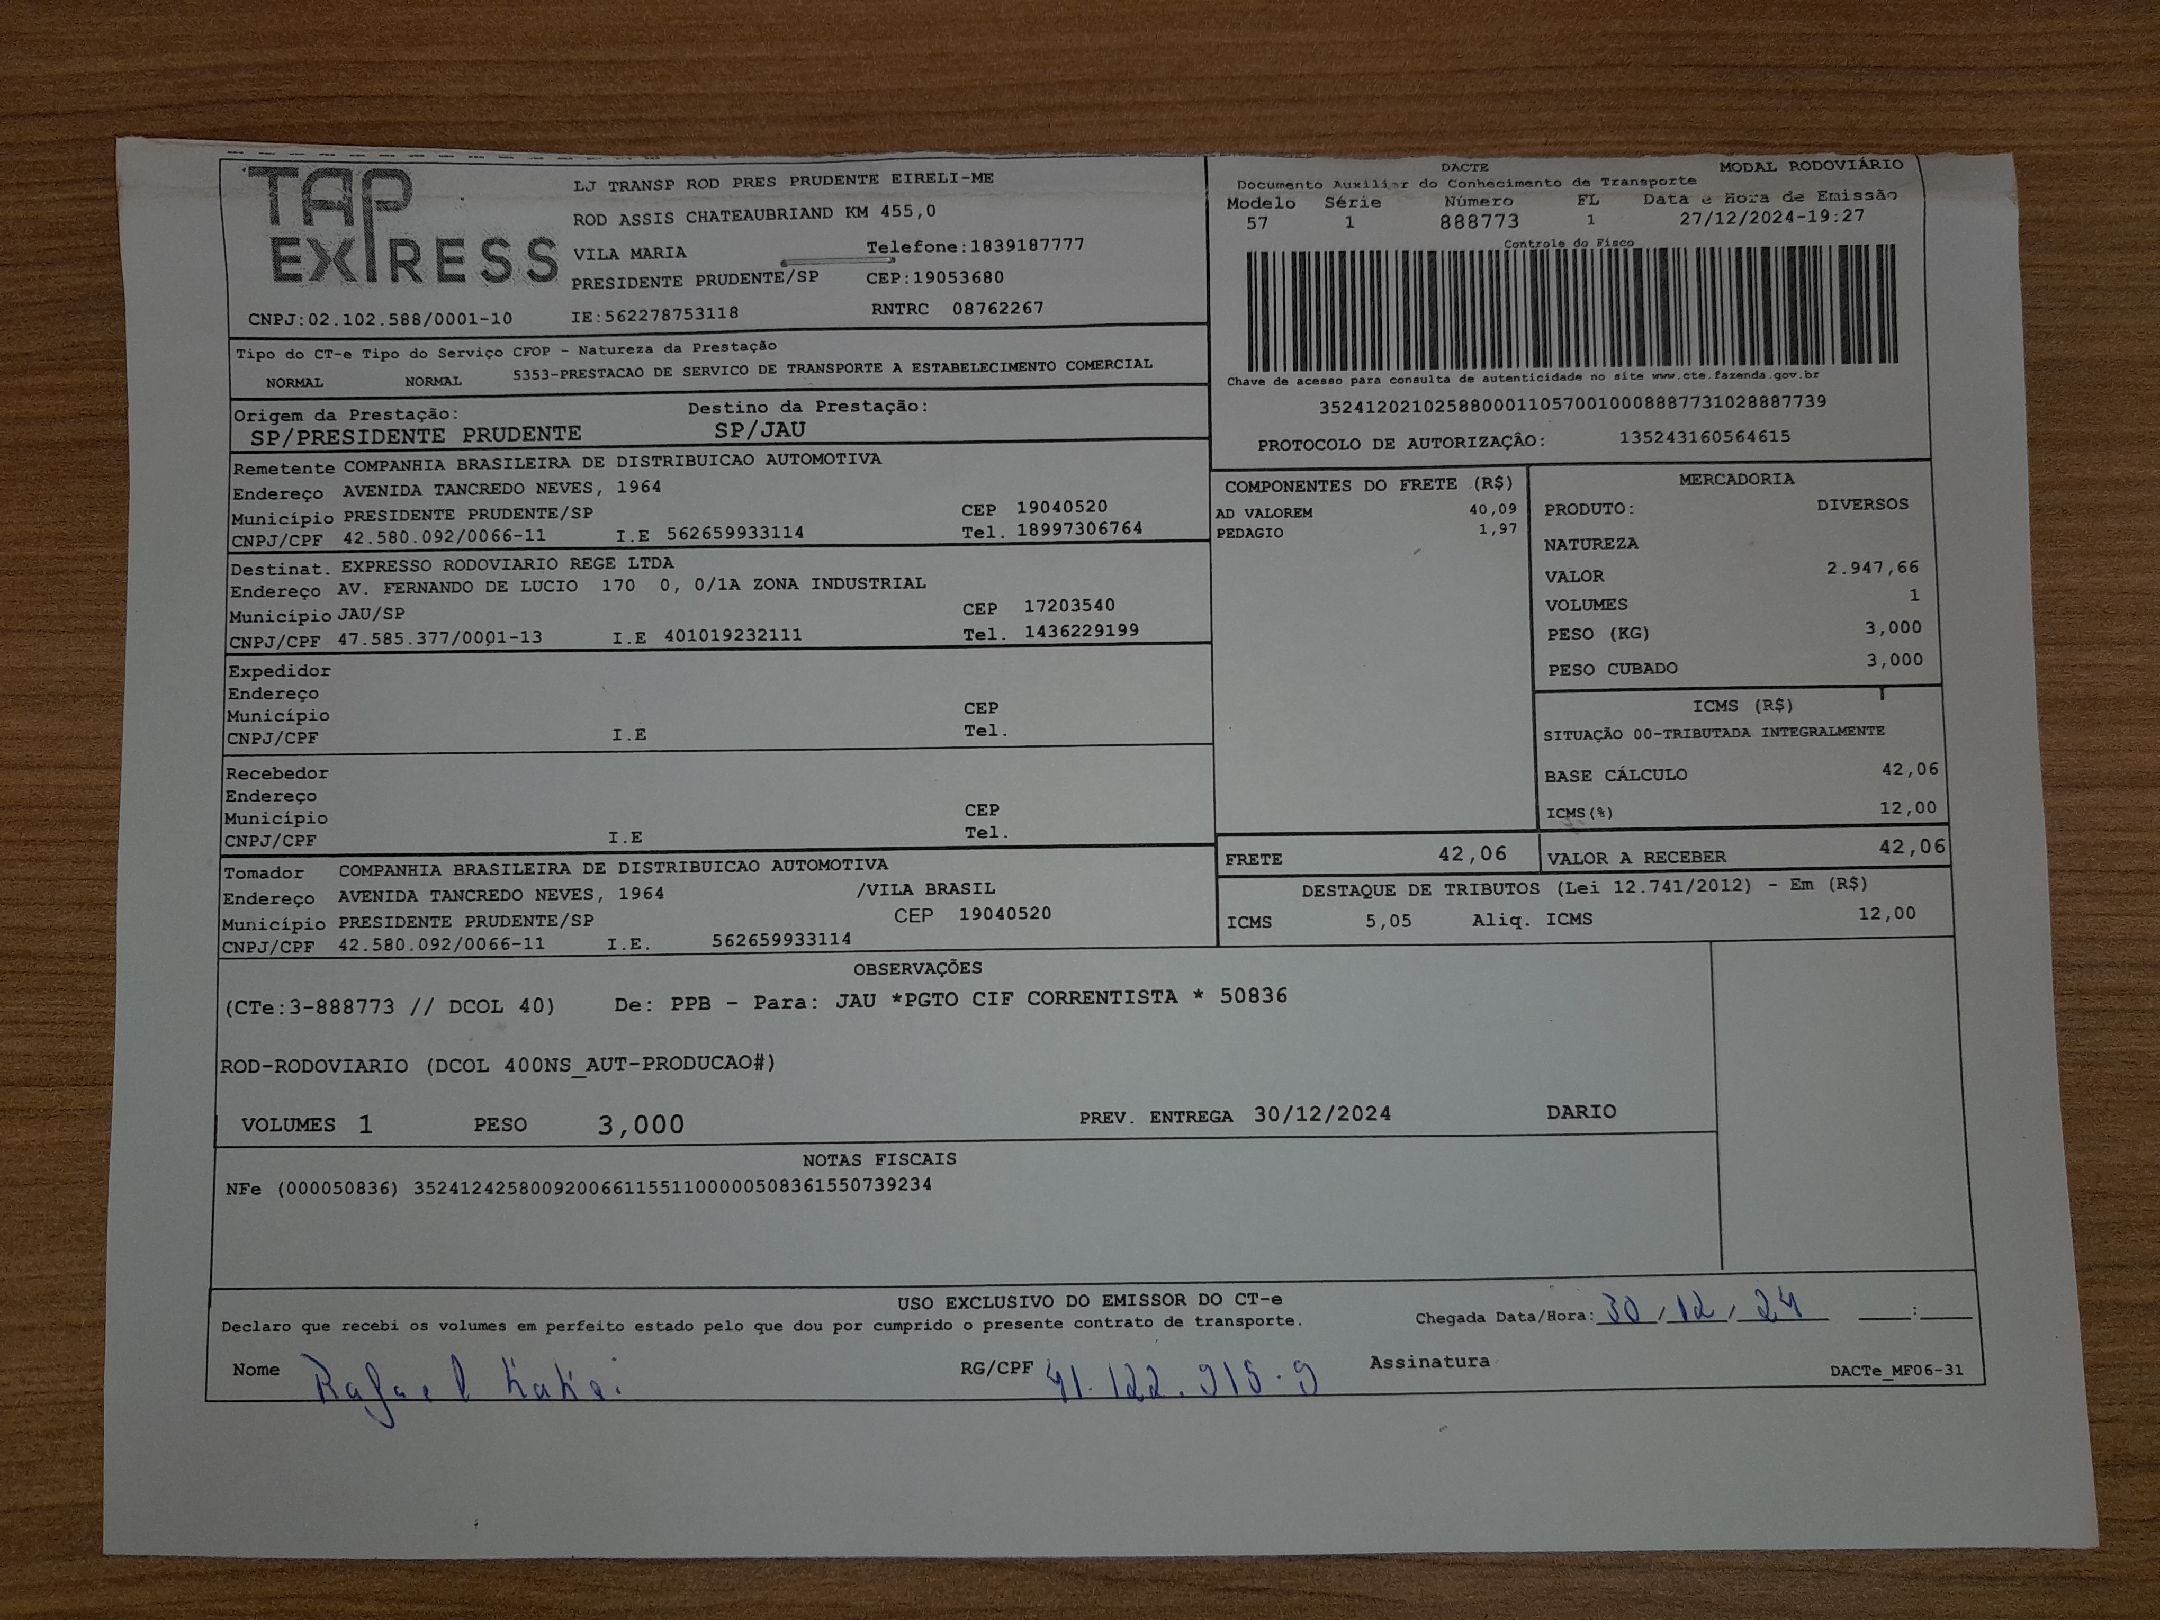 TAP EXPRESS
LJ TRANSP ROD PRES PRUDENTE EIRELI-ME
ROD ASSIS CHATEAUBRIAND KM 455,0
VILA MARIA Telefone:1839187777
PRESIDENTE PRUDENTE/SP CEP:19053680
CNPJ:02.102.588/0001-10 IE:562278753118 RNTRC 08762267
DACTE MODAL RODOVIÁRIO
Documento Auxiliar do Conhecimento de Transporte
Modelo Série Número FL Data e Hora de Emissão
57 1 888773 1 27/12/2024-19:27
Controle do Fisco
Chave de acesso para consulta de autenticidade no site www.cte.fazenda.gov.br
35241202102588000110570010008887731028887739
PROTOCOLO DE AUTORIZAÇÃO: 135243160564615
Tipo do CT-e Tipo do Serviço CFOP - Natureza da Prestação
NORMAL NORMAL 5353-PRESTACAO DE SERVICO DE TRANSPORTE A ESTABELECIMENTO COMERCIAL
Origem da Prestação: Destino da Prestação:
SP/PRESIDENTE PRUDENTE SP/JAU
Remetente COMPANHIA BRASILEIRA DE DISTRIBUICAO AUTOMOTIVA
Endereço AVENIDA TANCREDO NEVES, 1964
Município PRESIDENTE PRUDENTE/SP CEP 19040520
CNPJ/CPF 42.580.092/0066-11 I.E 562659933114 Tel. 18997306764
Destinat. EXPRESSO RODOVIARIO REGE LTDA
Endereço AV. FERNANDO DE LUCIO 170 0, 0/1A ZONA INDUSTRIAL
Município JAU/SP CEP 17203540
CNPJ/CPF 47.585.377/0001-13 I.E 401019232111 Tel. 1436229199
Expedidor
Endereço
Município CEP
CNPJ/CPF I.E Tel.
Recebedor
Endereço
Município CEP
CNPJ/CPF I.E Tel.
Tomador COMPANHIA BRASILEIRA DE DISTRIBUICAO AUTOMOTIVA
Endereço AVENIDA TANCREDO NEVES, 1964 /VILA BRASIL
Município PRESIDENTE PRUDENTE/SP CEP 19040520
CNPJ/CPF 42.580.092/0066-11 I.E. 562659933114
COMPONENTES DO FRETE (R$)
AD VALOREM 40,09
PEDAGIO 1,97
MERCADORIA
PRODUTO: DIVERSOS
NATUREZA
VALOR 2.947,66
VOLUMES 1
PESO (KG) 3,000
PESO CUBADO 3,000
ICMS (R$)
SITUAÇÃO 00-TRIBUTADA INTEGRALMENTE
BASE CÁLCULO 42,06
ICMS(%) 12,00
FRETE 42,06 VALOR A RECEBER 42,06
DESTAQUE DE TRIBUTOS (Lei 12.741/2012) - Em (R$)
ICMS 5,05 Aliq. ICMS 12,00
OBSERVAÇÕES
(CTe:3-888773 // DCOL 40) De: PPB - Para: JAU *PGTO CIF CORRENTISTA * 50836
ROD-RODOVIARIO (DCOL 400NS_AUT-PRODUCAO#)
VOLUMES 1 PESO 3,000 PREV. ENTREGA 30/12/2024 DARIO
NOTAS FISCAIS
NFe (000050836) 35241242580092006611551100000508361550739234
USO EXCLUSIVO DO EMISSOR DO CT-e
Declaro que recebi os volumes em perfeito estado pelo que dou por cumprido o presente contrato de transporte. Chegada Data/Hora: 30/12/24 __:__
Nome Rafael RG/CPF 41.122.915-9 Assinatura DACTe_MF06-31